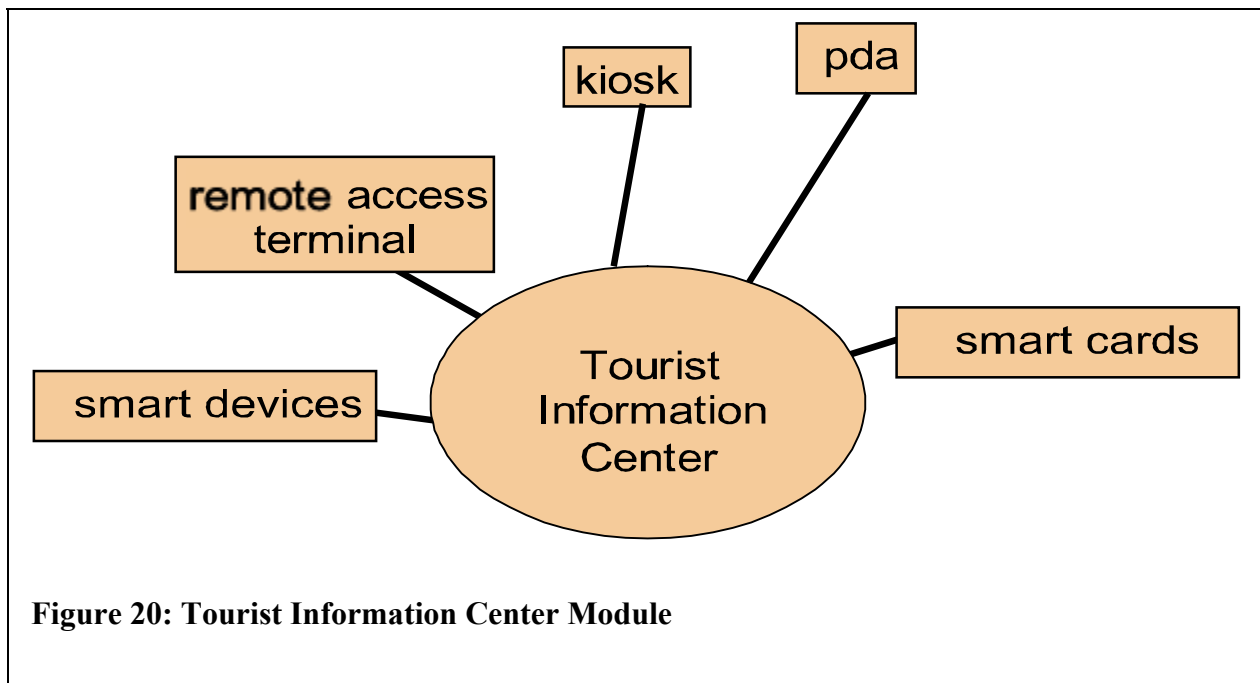 kiosk
pda
remote access
terminal
smart cards
smart devices
Tourist
Information
Center
Figure 20: Tourist Information Center Module